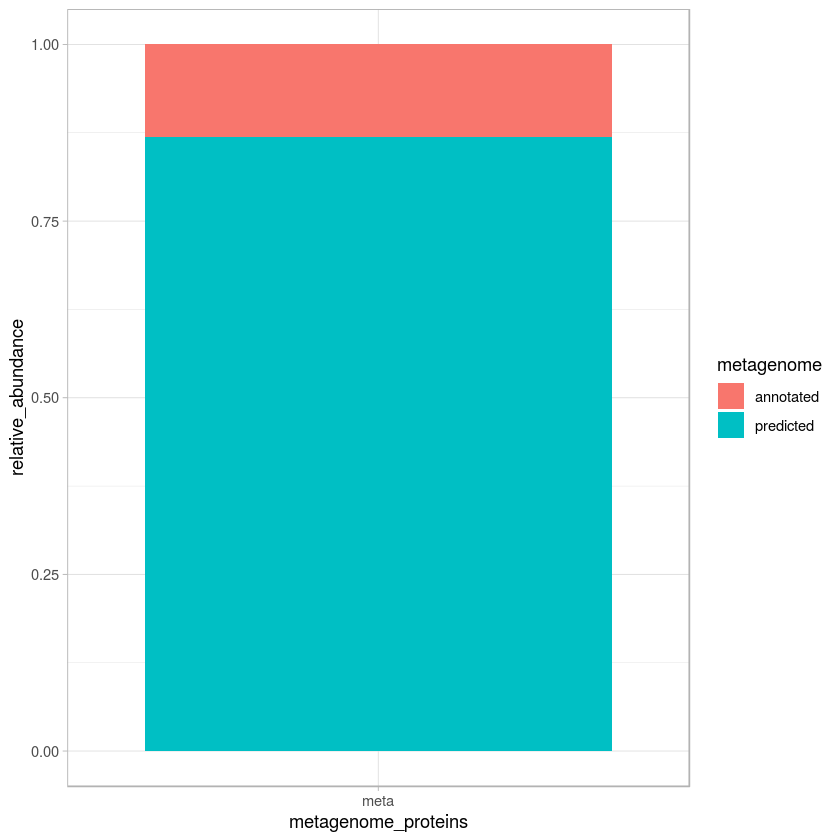 1.00
0.75
0.50
0.25
0.00
relative_abundance
meta
metagenome_proteins
metagenome
annotated
predicted